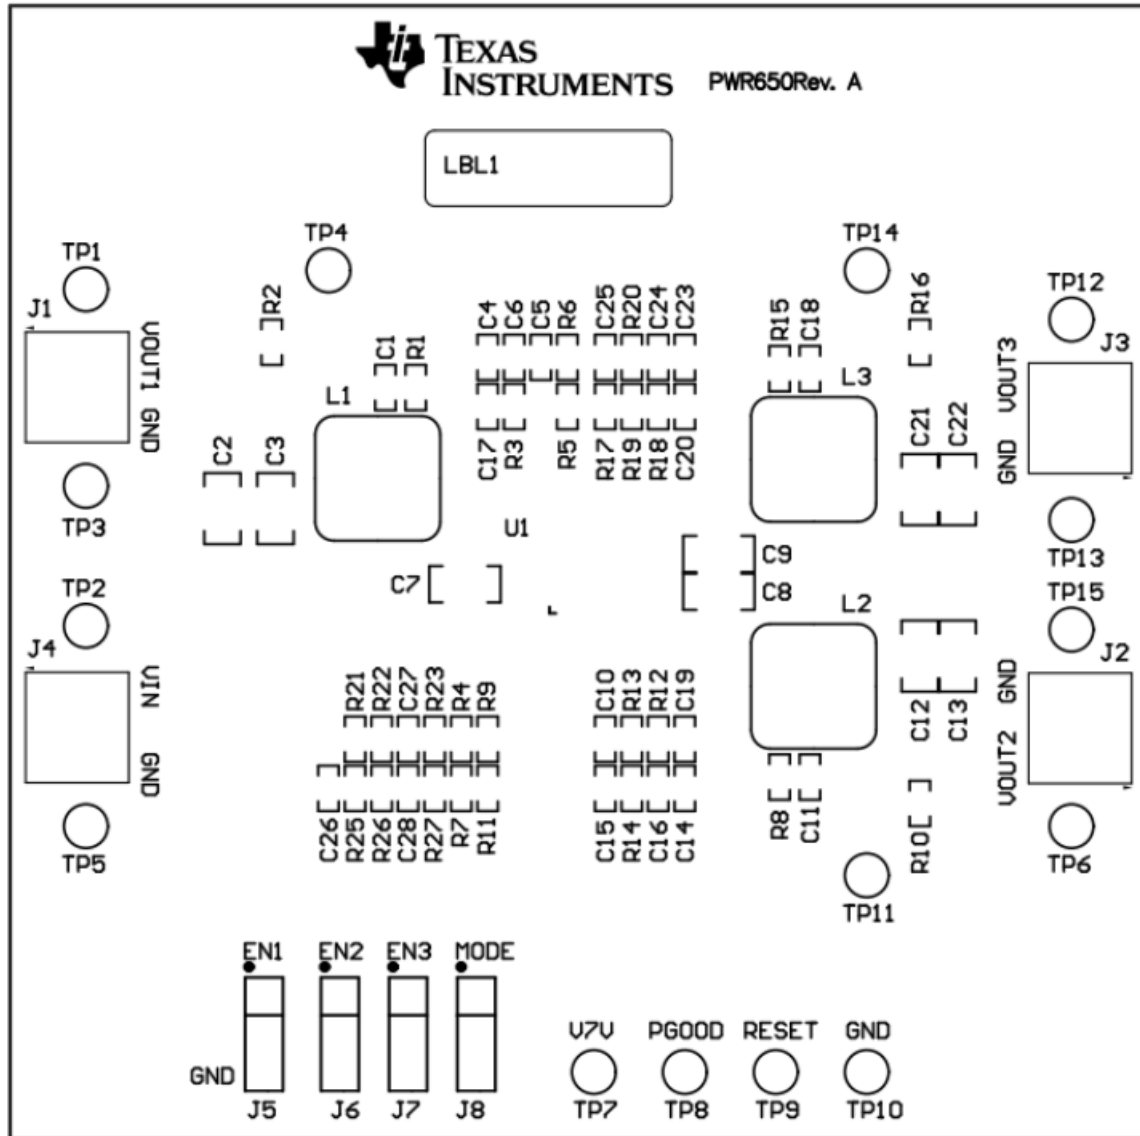 TEXAS
INSTRUMENTS
PWR650Rev. A
LBL1
TP4
TP14
TP1
TP12
J1
VOUT1
GND
R2
C1
R1
C4
C6
C5
R6
C25
R20
C24
C23
R15
C18
R16
VOUT3
GND
J3
L1
L3
C2
C3
C17
R3
R5
R17
R19
R18
C20
C21
C22
TP3
U1
TP13
TP2
C7
C9
C8
TP15
J4
VIN
GND
L2
GND
VOUT2
J2
R21
R22
C27
R23
R4
R9
C10
R13
R12
C19
C12
C13
C26
R25
R26
C28
R27
R7
R11
C15
R14
C16
C14
R8
C11
R10
TP5
TP6
TP11
EN1
EN2
EN3
MODE
V7V
PGOOD
RESET
GND
GND
J5
J6
J7
J8
TP7
TP8
TP9
TP10